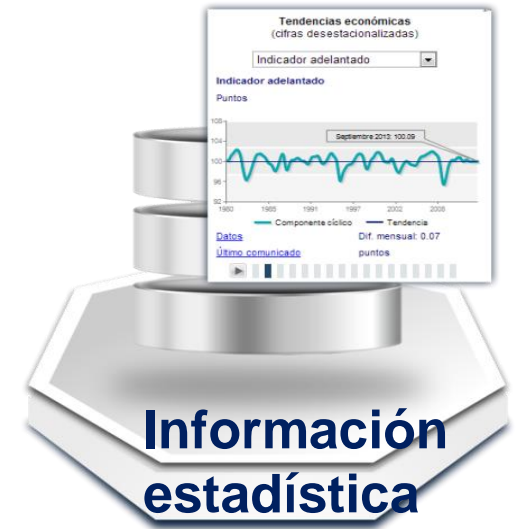 Tendencias económicas
(cifras desestacionalizadas)
Indicador adelantado
Indicador adelantado
Puntos
108
104
Septiembre 2013: 100.09
100
96
92
1980 1985 1991 1997 2002 2008
Componente cíclico Tendencia
Datos Dif. mensual: 0.07
Último comunicado puntos
Información
estadística